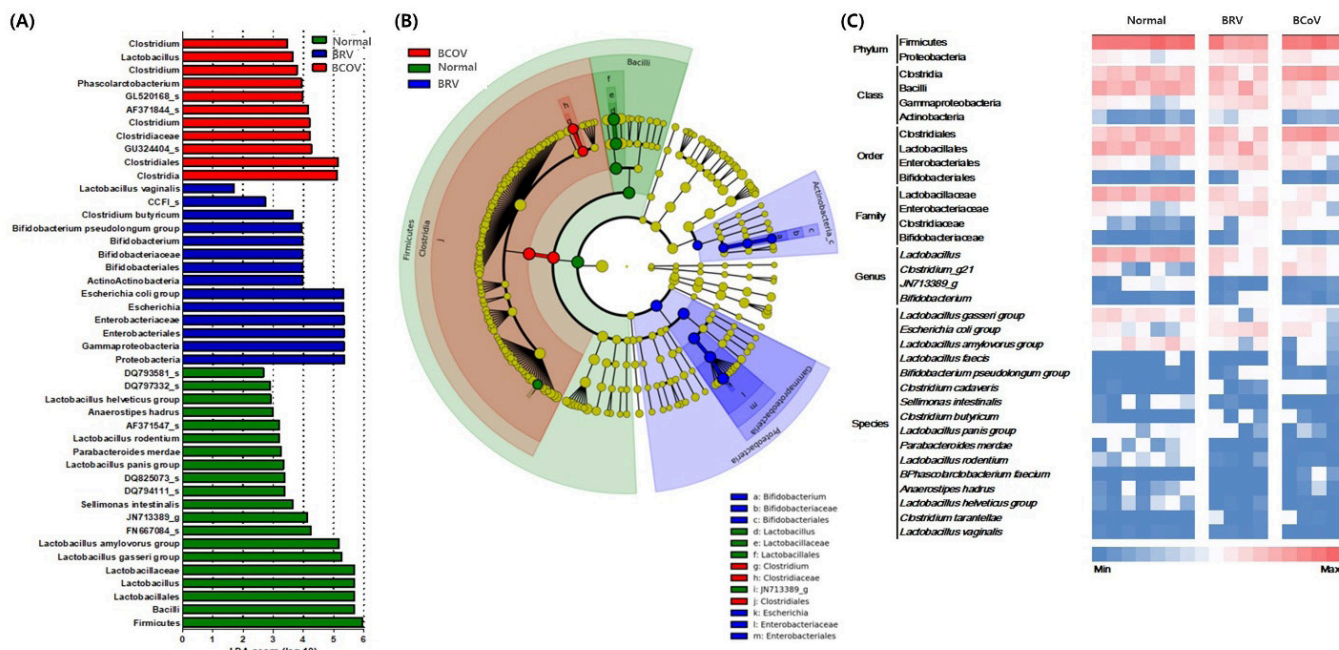 (A)
Normal
BRV
BCOV
Clostridium
Lactobacillus
Clostridium
Phascolarctobacterium
GL520168_s
AF371844_s
Clostridium
Clostridiaceae
GU324404_s
Clostridiales
Clostridia
Lactobacillus vaginalis
CCFI_s
Clostridium butyricum
Bifidobacterium pseudolongum group
Bifidobacterium
Bifidobacteriaceae
Bifidobacteriales
ActinoActinobacteria
Escherichia coli group
Escherichia
Enterobacteriaceae
Enterobacteriales
Gammaproteobacteria
Proteobacteria
DQ793581_s
DQ797332_s
Lactobacillus helveticus group
Anaerostipes hadrus
AF371547_s
Lactobacillus rodentium
Parabacteroides merdae
Lactobacillus panis group
DQ825073_s
DQ794111_s
Sellimonas intestinalis
JN713389_g
FN667084_s
Lactobacillus amylovorus group
Lactobacillus gasseri group
Lactobacillaceae
Lactobacillus
Lactobacillales
Bacilli
Firmicutes
0 1 2 3 4 5 6
(B)
BCOV
Normal
BRV
Bacilli
f
e
d
g
Firmicutes
Clostridia
j
Actinobacteria_c
a
b
c
Gammaproteobacteria
Proteobacteria
l
m
a: Bifidobacterium
b: Bifidobacteriaceae
c: Bifidobacteriales
d: Lactobacillus
e: Lactobacillaceae
f: Lactobacillales
g: Clostridium
h: Clostridiaceae
i: JN713389_g
j: Clostridiales
k: Escherichia
l: Enterobacteriaceae
m: Enterobacteriales
(C)
Normal BRV BCoV
Phylum
Firmicutes
Proteobacteria
Class
Clostridia
Bacilli
Gammaproteobacteria
Actinobacteria
Order
Clostridiales
Lactobacillales
Enterobacteriales
Bifidobacteriales
Family
Lactobacillaceae
Enterobacteriaceae
Clostridiaceae
Bifidobacteriaceae
Genus
Lactobacillus
Clostridium_g21
JN713389_g
Bifidobacterium
Species
Lactobacillus gasseri group
Escherichia coli group
Lactobacillus amylovorus group
Lactobacillus faecis
Bifidobacterium pseudolongum group
Clostridium cadaveris
Sellimonas intestinalis
Clostridium butyricum
Lactobacillus panis group
Parabacteroides merdae
Lactobacillus rodentium
BPhascolarctobacterium faecium
Anaerostipes hadrus
Lactobacillus helveticus group
Clostridium tarantellae
Lactobacillus vaginalis
Min Max